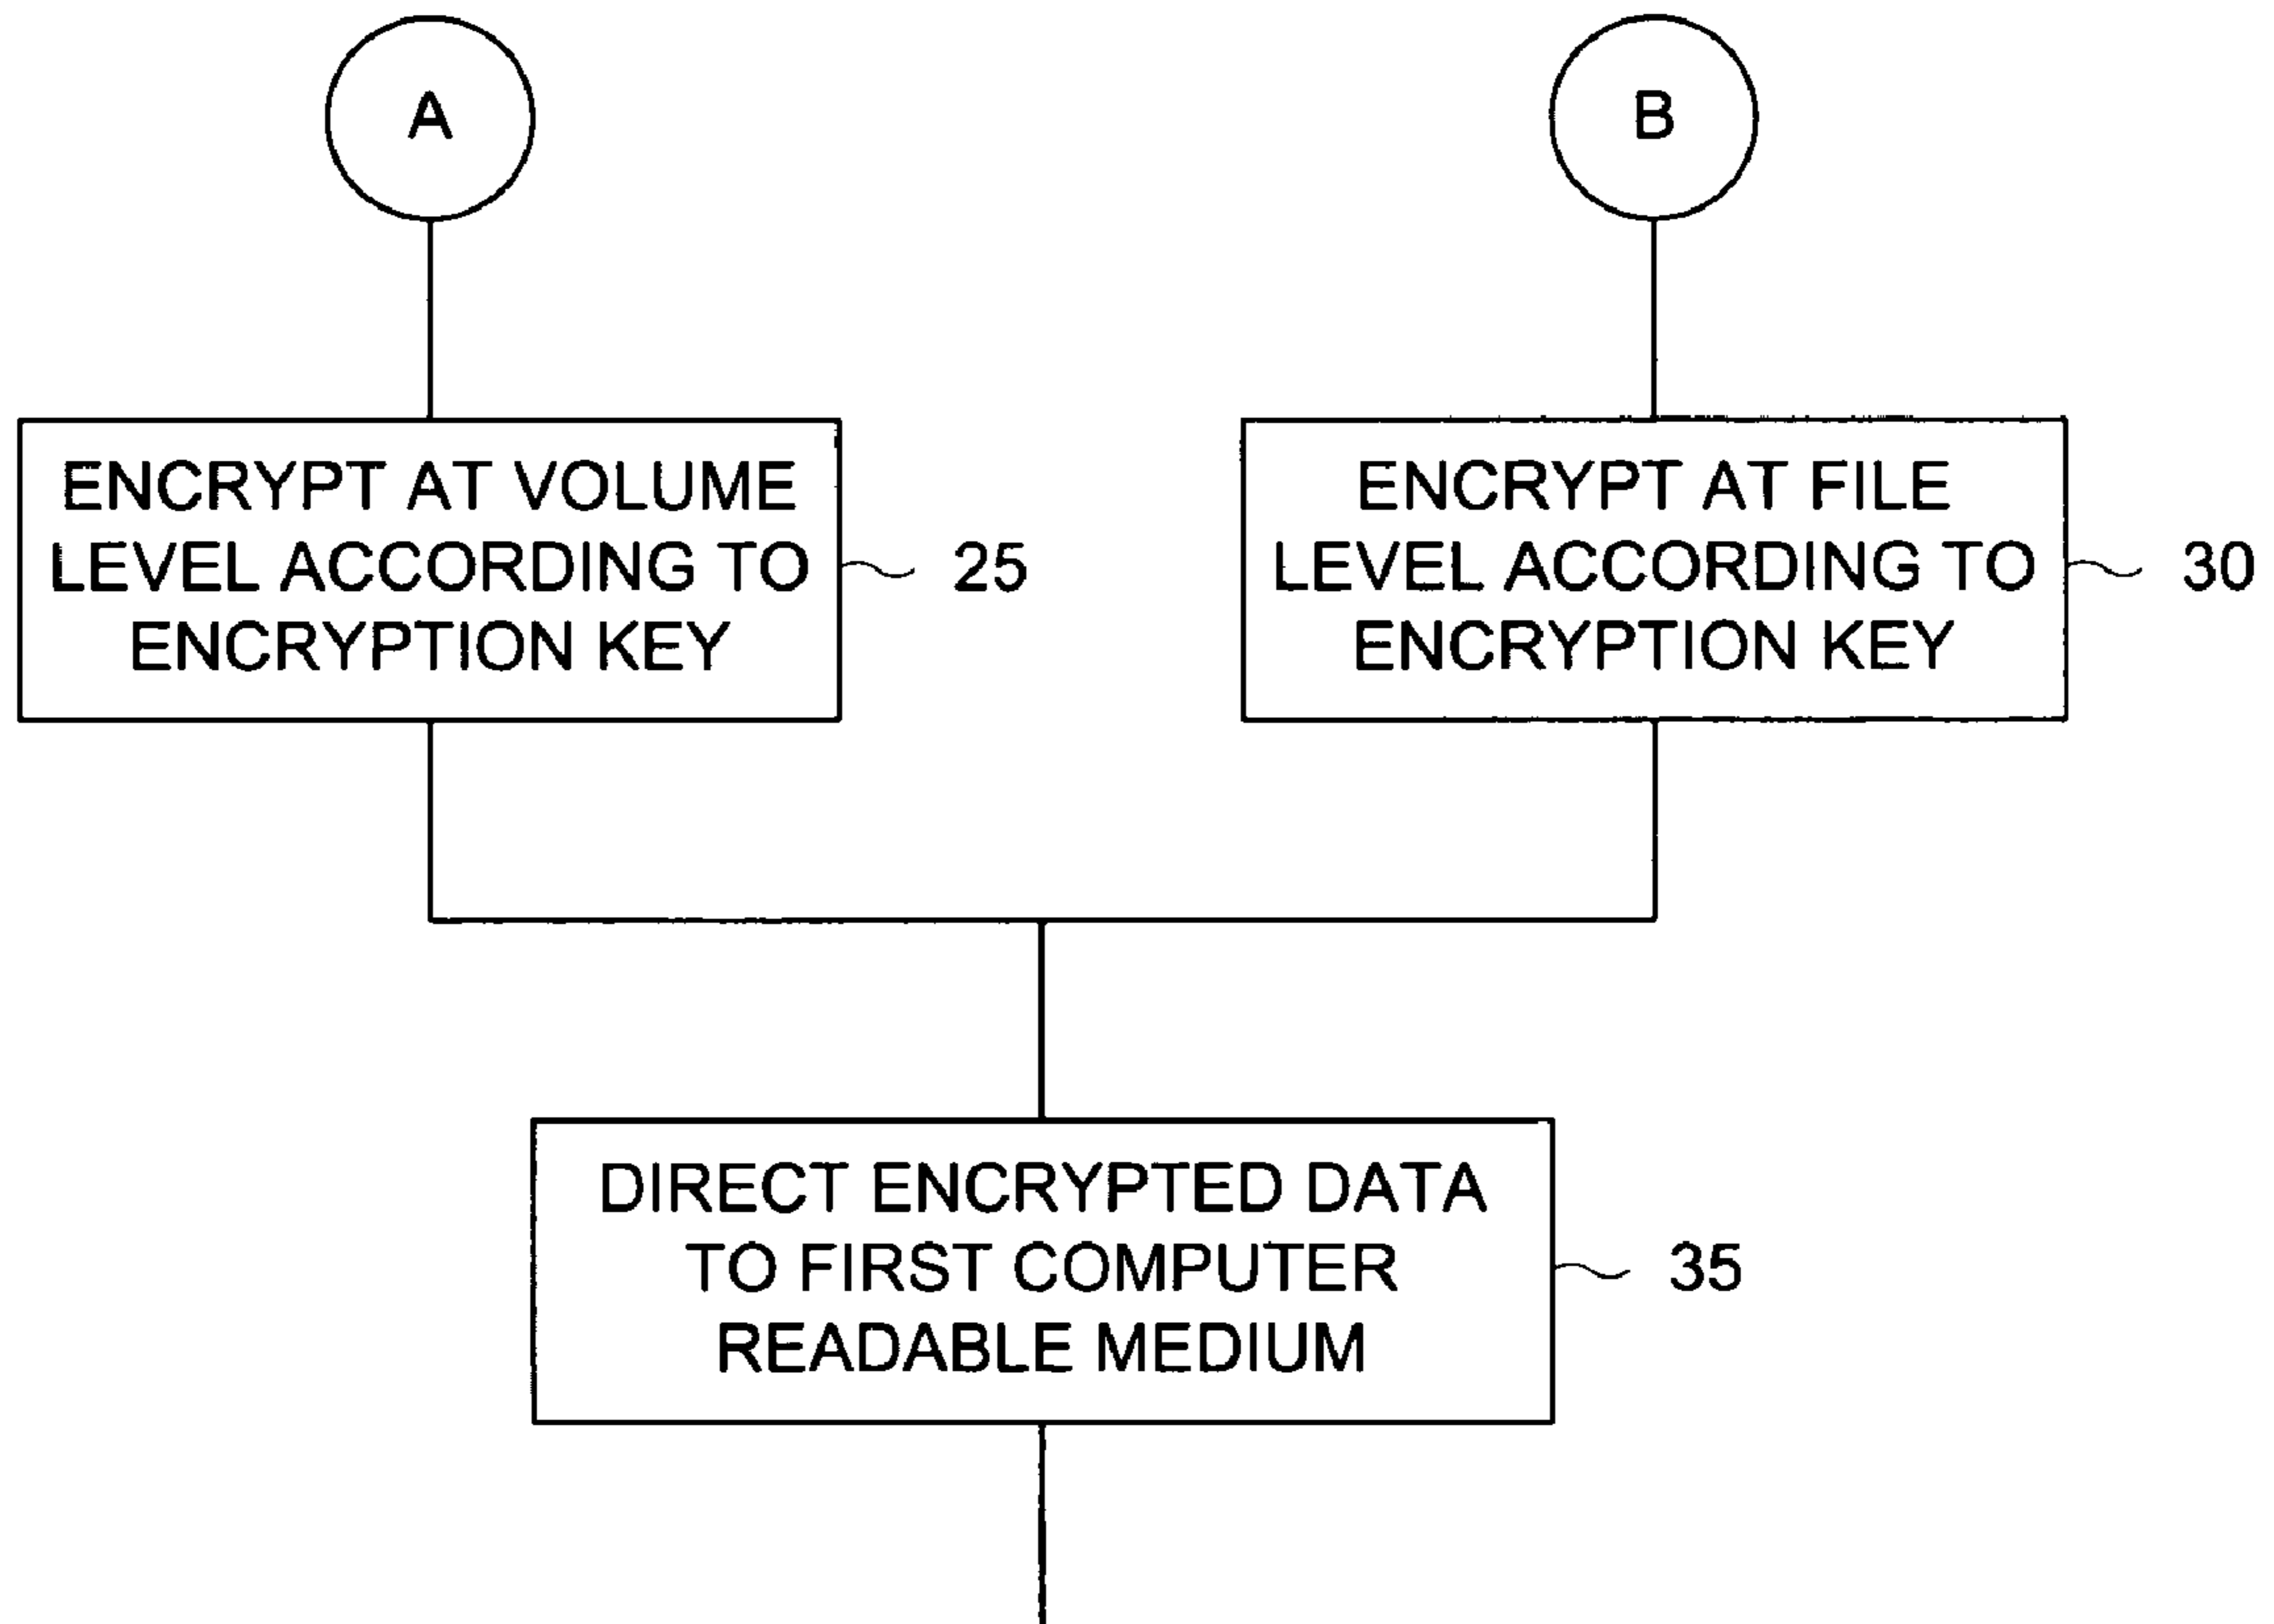 A
B
ENCRYPT AT VOLUME
LEVEL ACCORDING TO
ENCRYPTION KEY
25
ENCRYPT AT FILE
LEVEL ACCORDING TO
ENCRYPTION KEY
30
DIRECT ENCRYPTED DATA
TO FIRST COMPUTER
READABLE MEDIUM
35